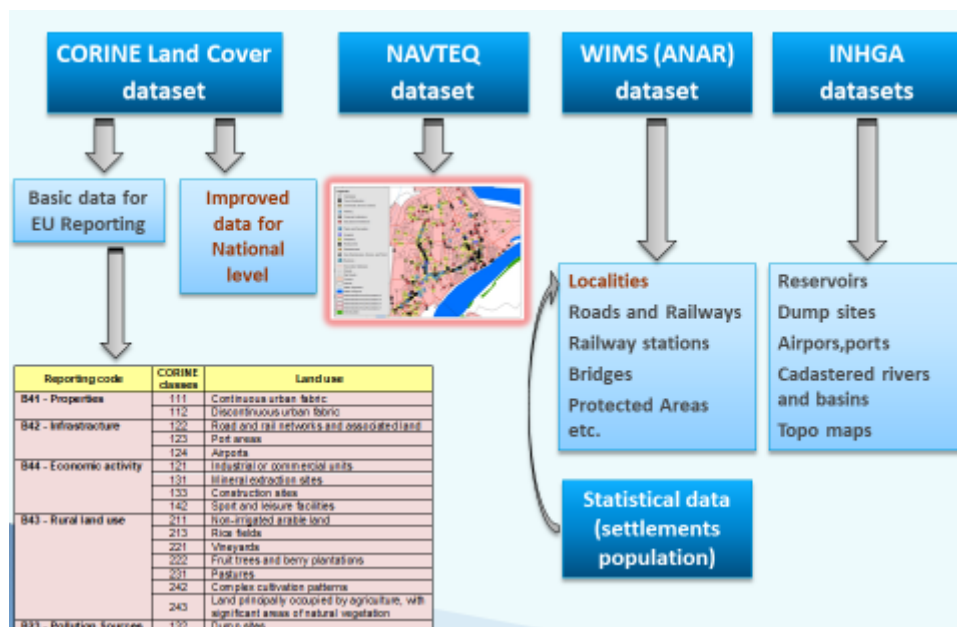 CORINE Land Cover
dataset
NAVTEQ
dataset
WIMS (ANAR)
dataset
INHGA
datasets
Basic data for
EU Reporting
Improved
data for
National
level
Localities
Roads and Railways
Railway stations
Bridges
Protected Areas
etc.
Reservoirs
Dump sites
Airpors,ports
Cadastered rivers
and basins
Topo maps
Statistical data
(settlements
population)
Reporting code
CORINE
classes
Land use
B41 - Properties
111 Continuous urban fabric
112 Discontinuous urban fabric
B42 - Infrastracture
122 Road and rail networks and associated land
123 Port areas
124 Airports
B44 - Economic activity
121 Industrial or commercial units
131 Mineral extraction sites
133 Construction sites
142 Sport and leisure facilities
B43 - Rural land use
211 Non-irrigated arable land
213 Rice fields
221 Vineyards
222 Fruit trees and berry plantations
231 Pastures
242 Complex cultivation patterns
243 Land principally occupied by agriculture, with
significant areas of natural vegetation
Pollution Sources
Dump sites